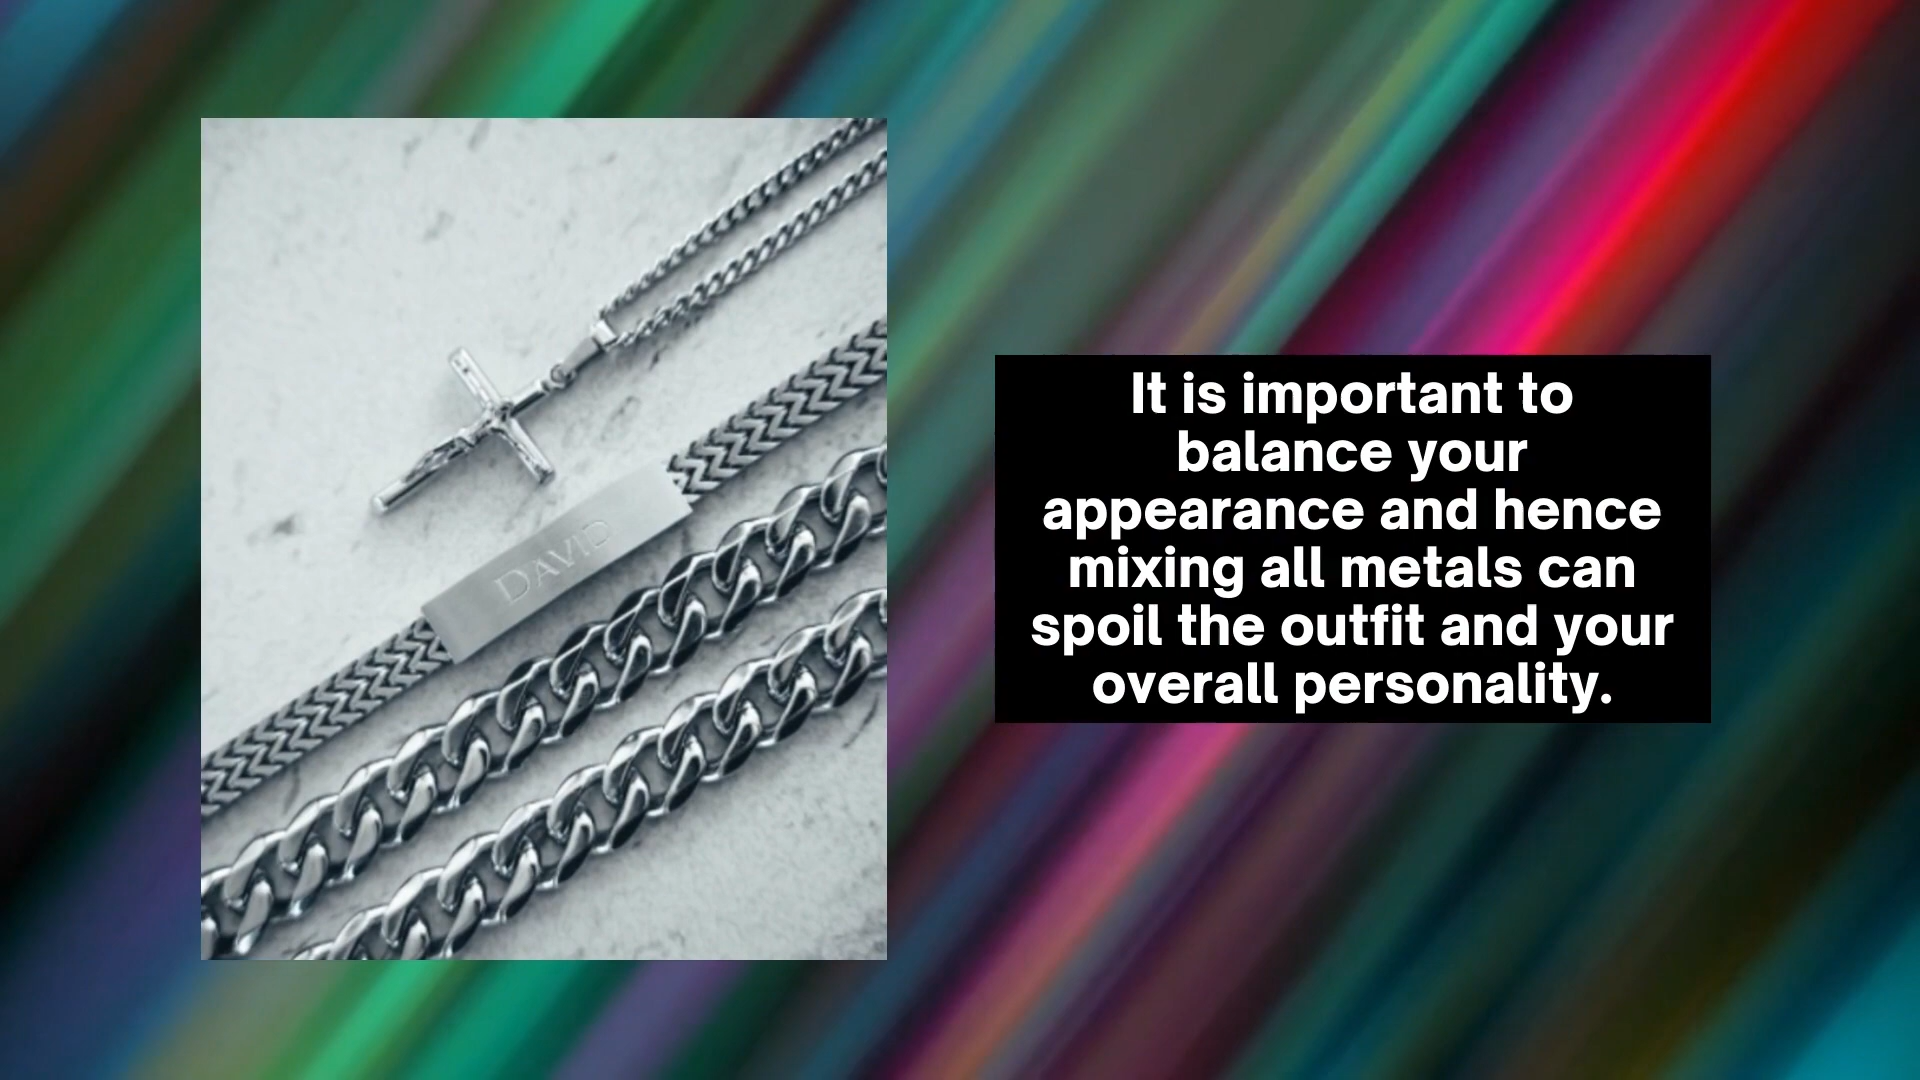 DAVID
It is important to
balance your
appearance and hence
mixing all metals can
spoil the outfit and your
overall personality.